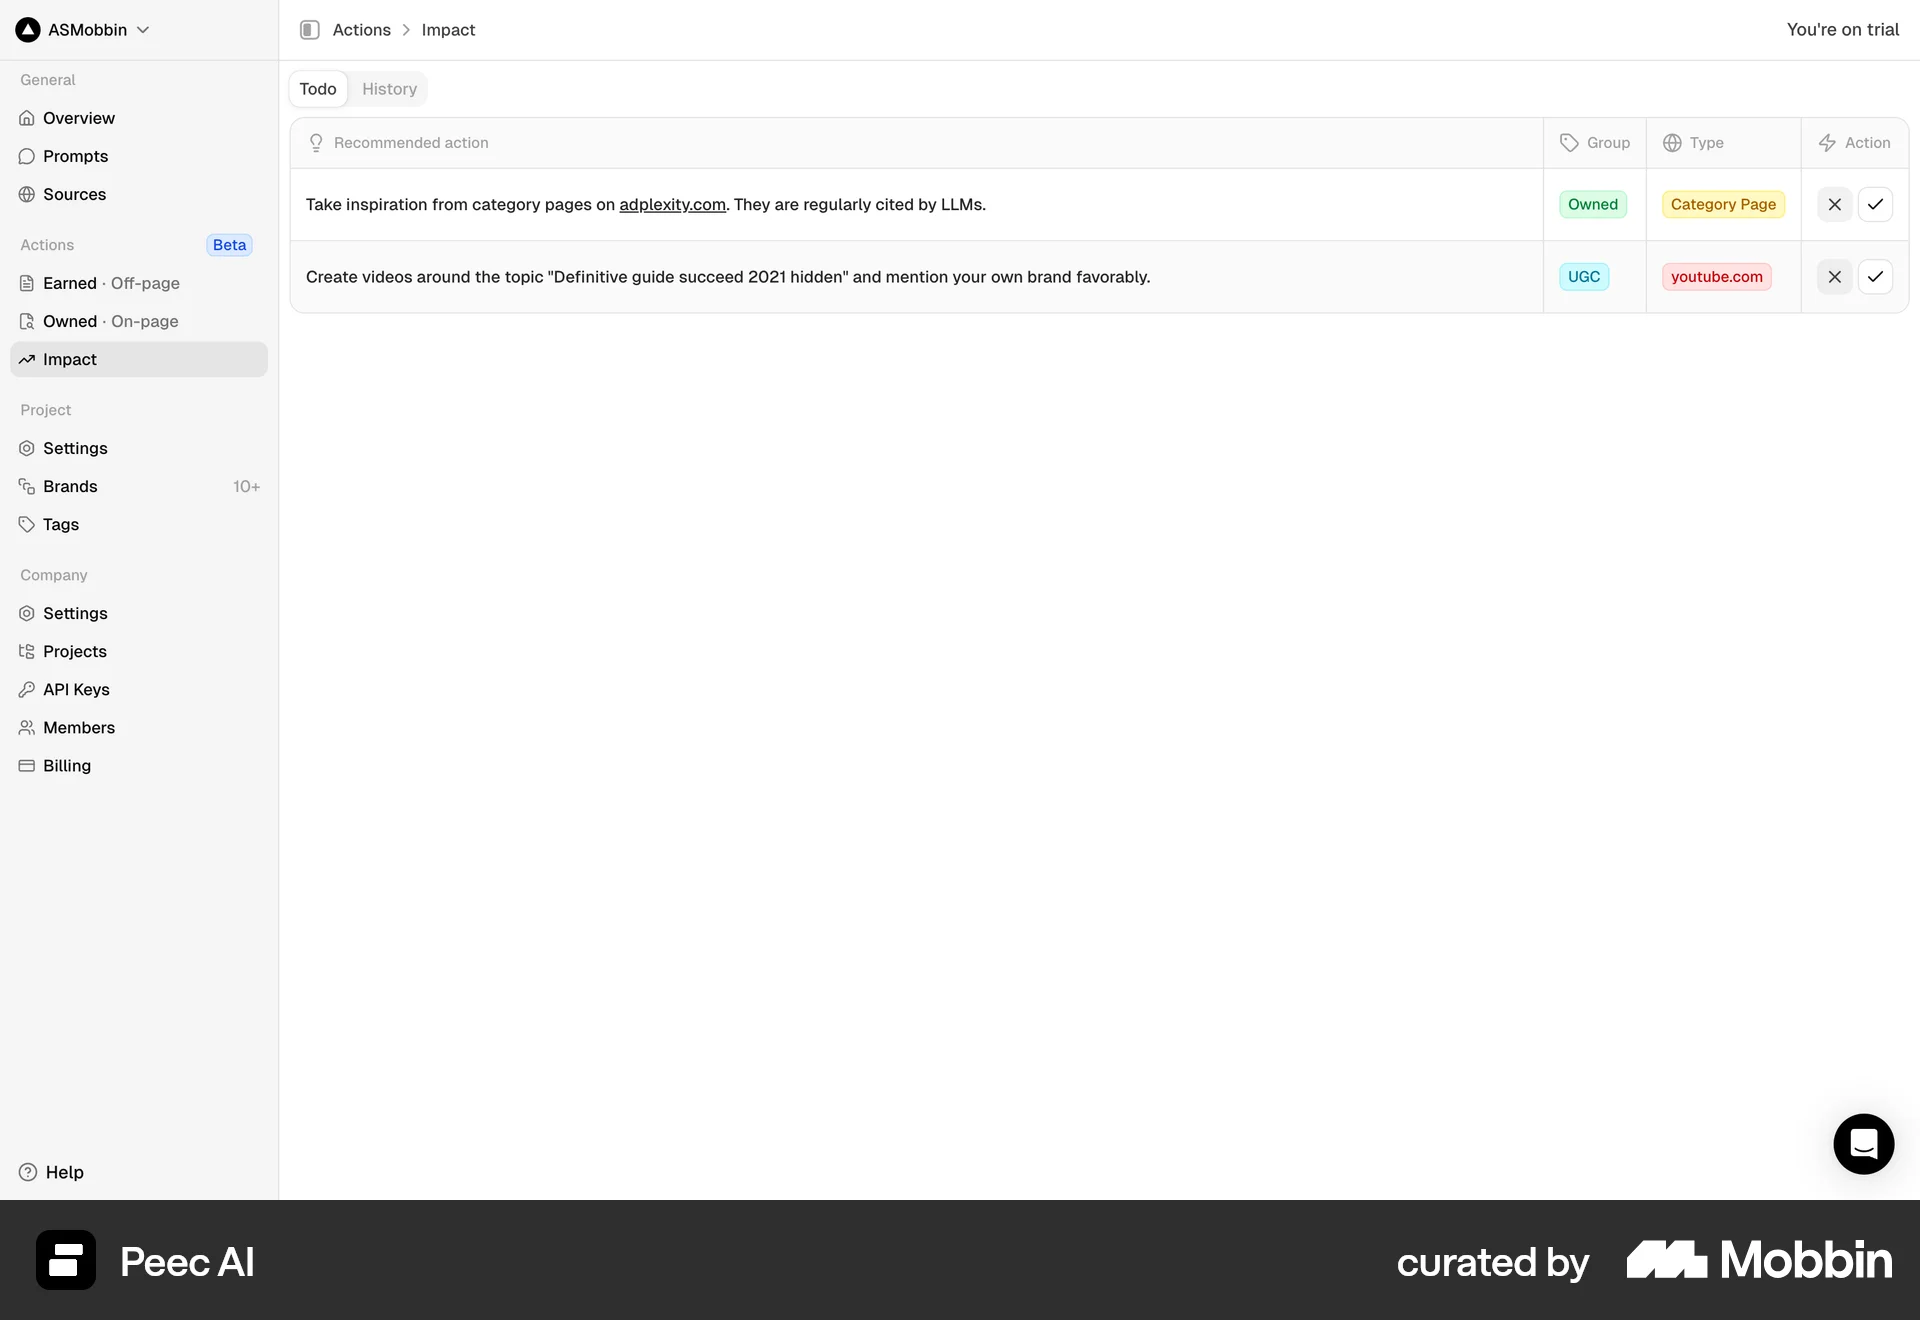 ASMobbin
General
Overview
Prompts
Sources
Actions Beta
Earned · Off-page
Owned · On-page
Impact
Project
Settings
Brands 10+
Tags
Company
Settings
Projects
API Keys
Members
Billing
Help
Actions > Impact
You're on trial
Todo History
Recommended action Group Type Action
Take inspiration from category pages on adplexity.com. They are regularly cited by LLMs. Owned Category Page
Create videos around the topic "Definitive guide succeed 2021 hidden" and mention your own brand favorably. UGC youtube.com
Peec AI
curated by Mobbin